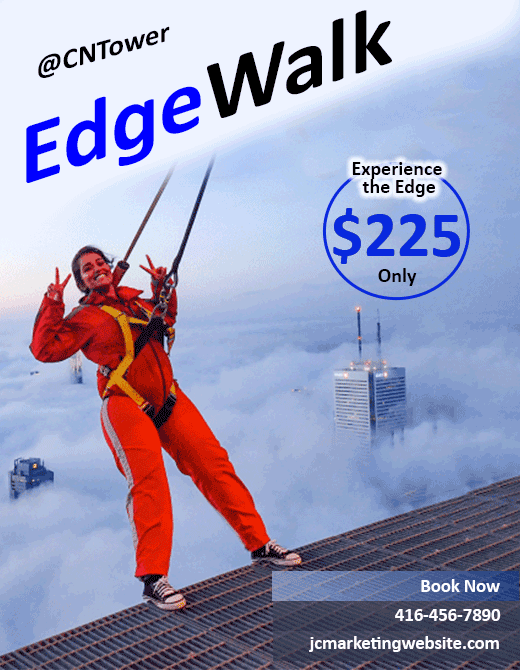 @CNTower
EdgeWalk
Experience
the Edge
$225
Only
Book Now
416-456-7890
jcmarketingwebsite.com